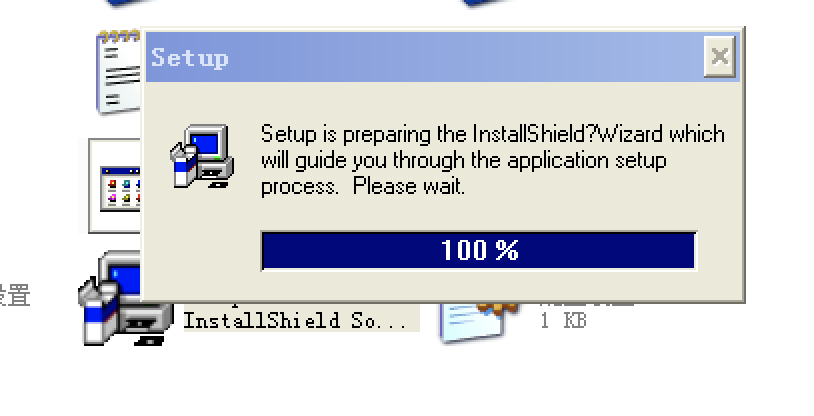 Setup
Setup is preparing the InstallShield?Wizard which
will guide you through the application setup
process.  Please wait.
100 %
置
InstallShield So...
1 KB